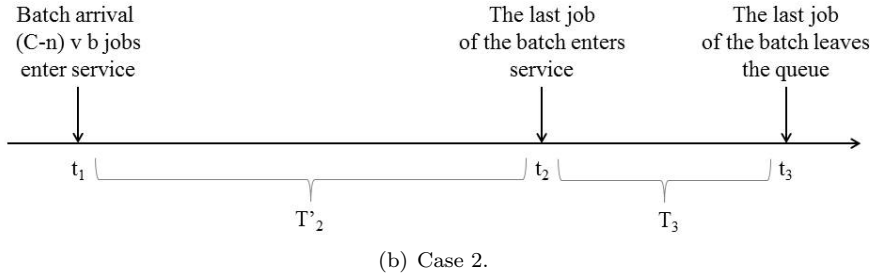 Batch arrival
(C-n) v b jobs
enter service
The last job
of the batch enters
service
The last job
of the batch leaves
the queue
t₁
t₂
t₃
T'₂
T₃
(b) Case 2.